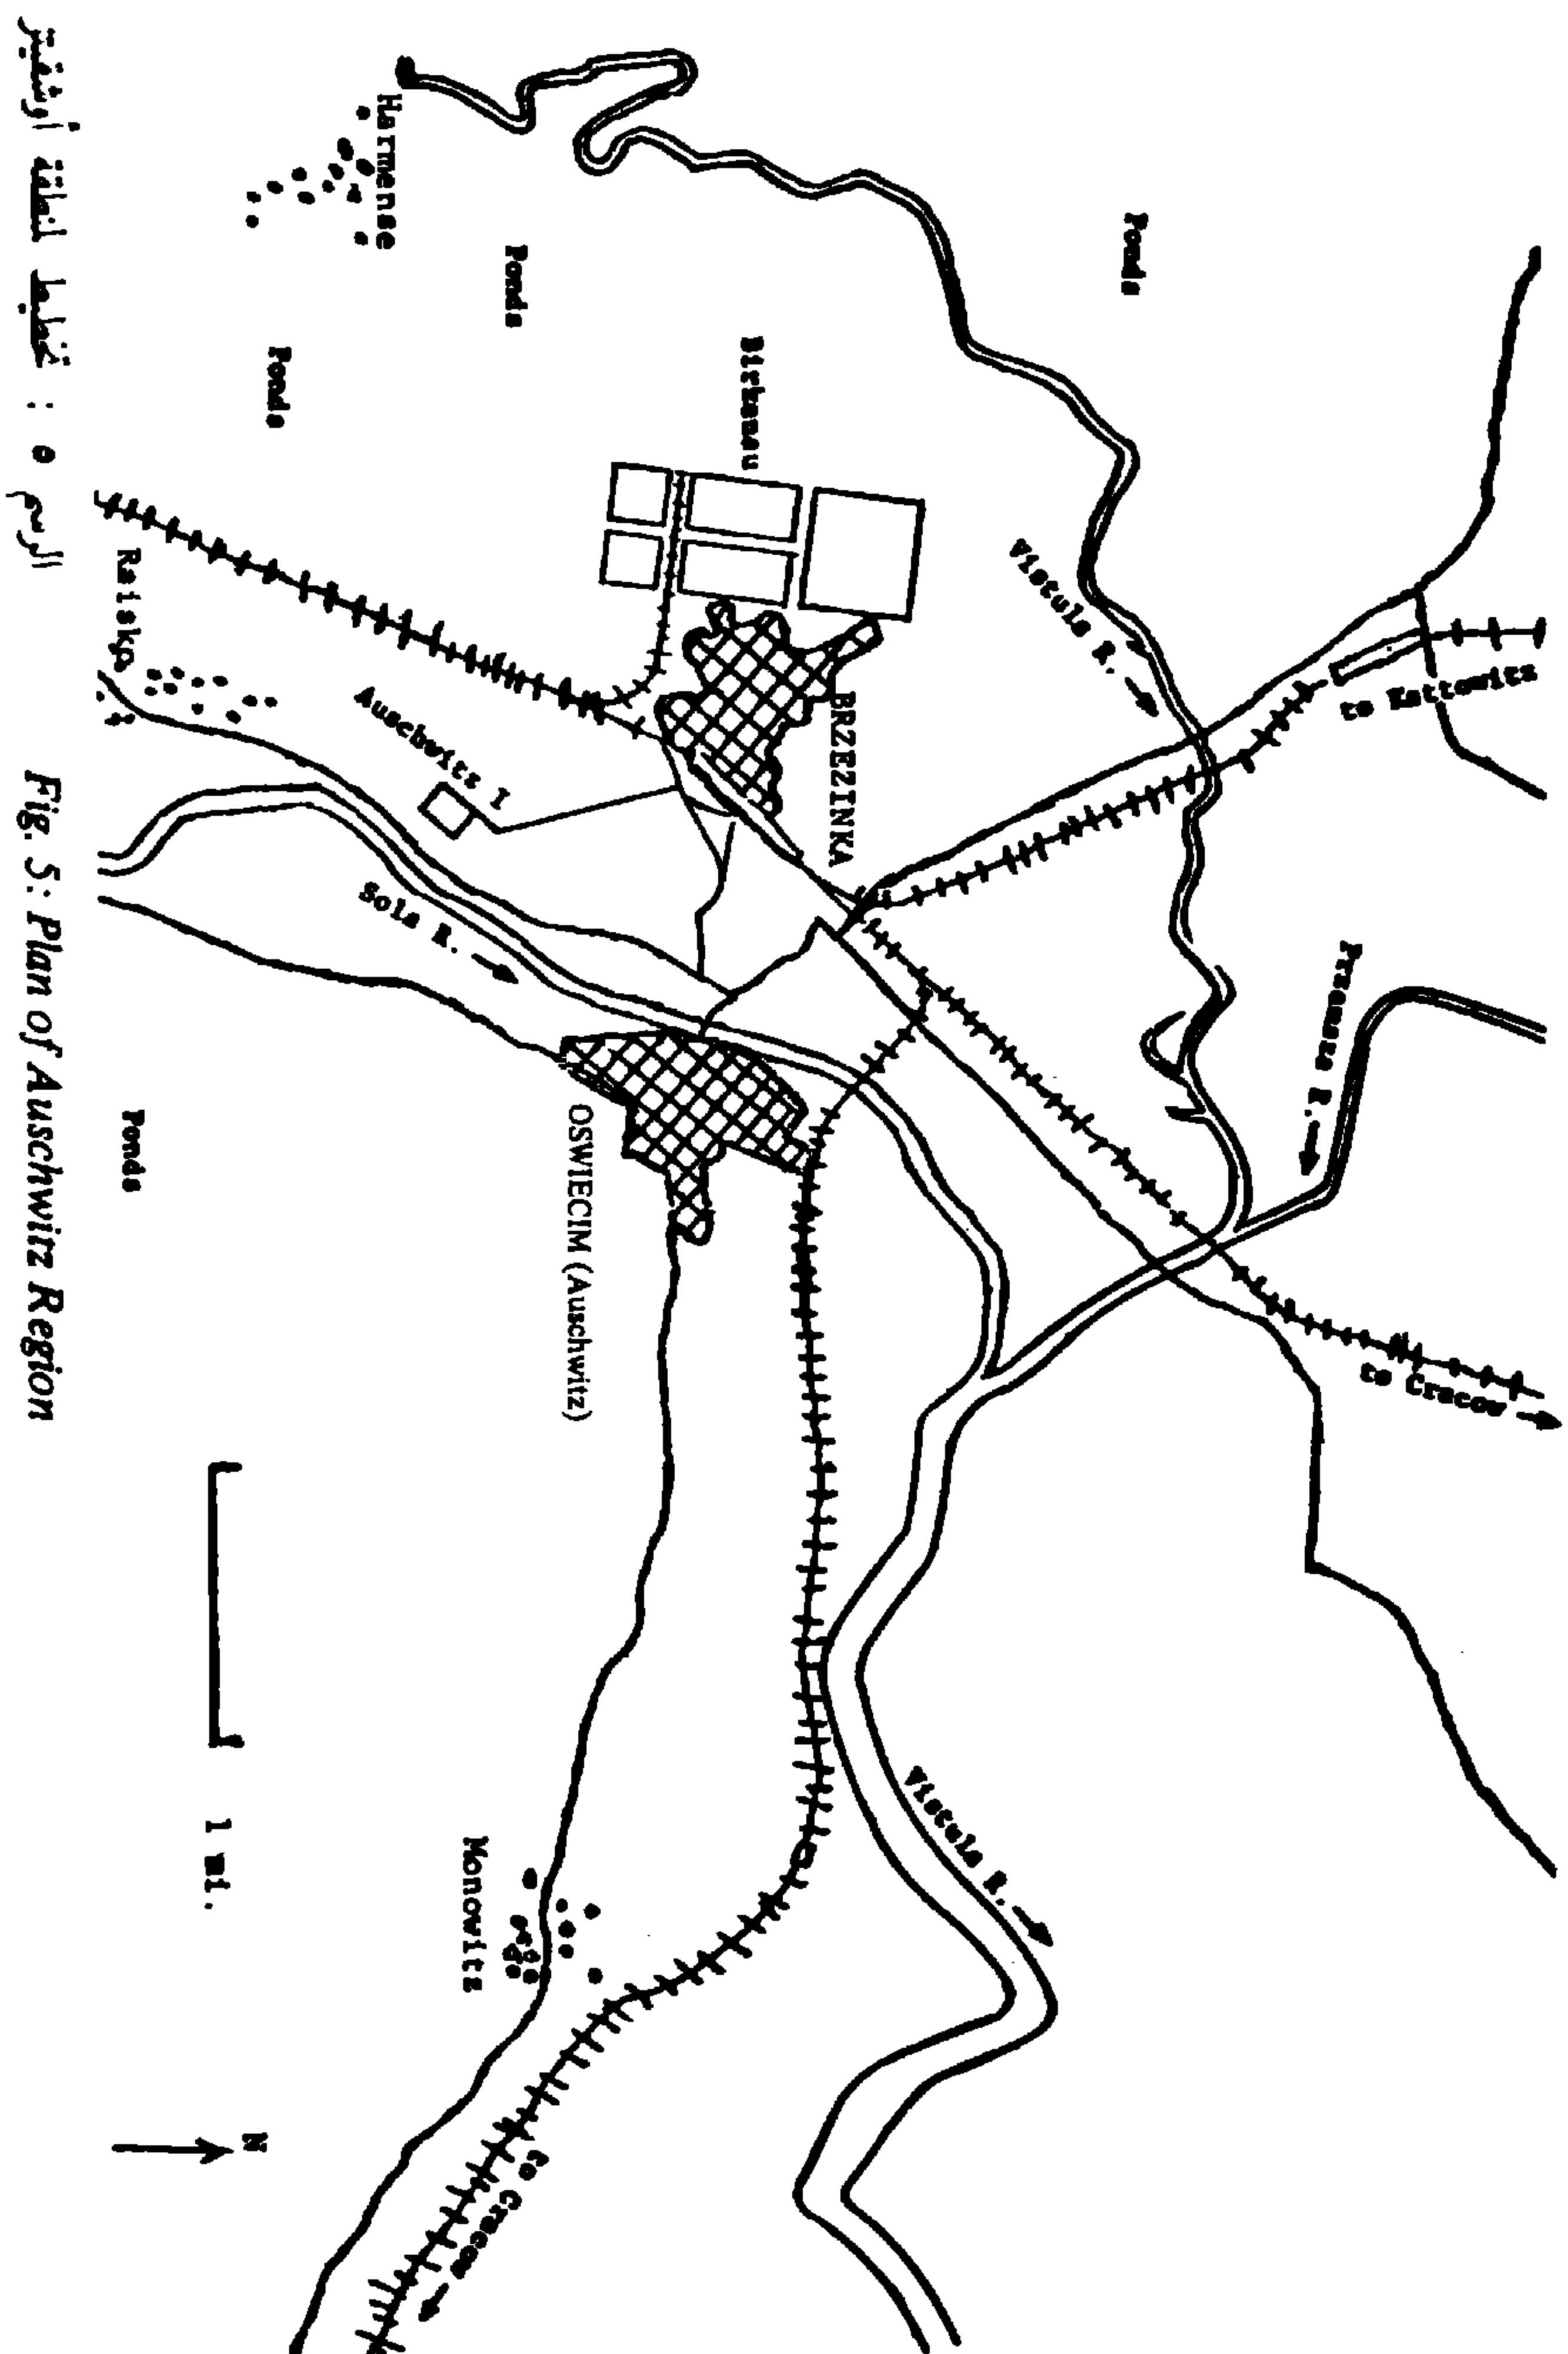 Ponds
to Kattowitz
Przemsza R.
to Cracow
Vistula R.
Harmense
Ponds
Ponds
Birkenau
BRZEZINKA
Raisko
Auschwitz I
Sola R.
OSWIECIM (Auschwitz)
Ponds
Vistula R.
Monowitz
to Cracow
1 mi.
N
Fig. 5: Plan of Auschwitz Region
الرسم ٥ : تخطيط لمنطقة أوشفيتز